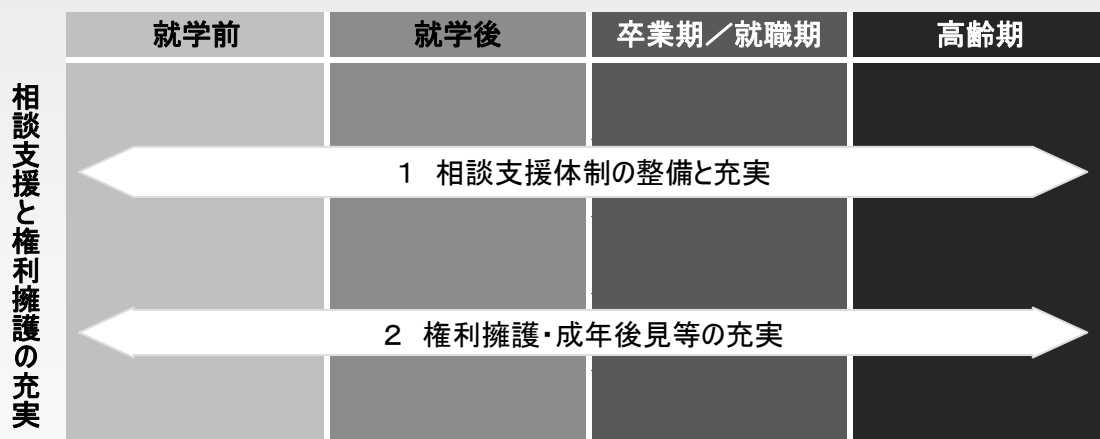 就学前
就学後
卒業期／就職期
高齢期
相談支援と権利擁護の充実
１　相談支援体制の整備と充実
２　権利擁護・成年後見等の充実